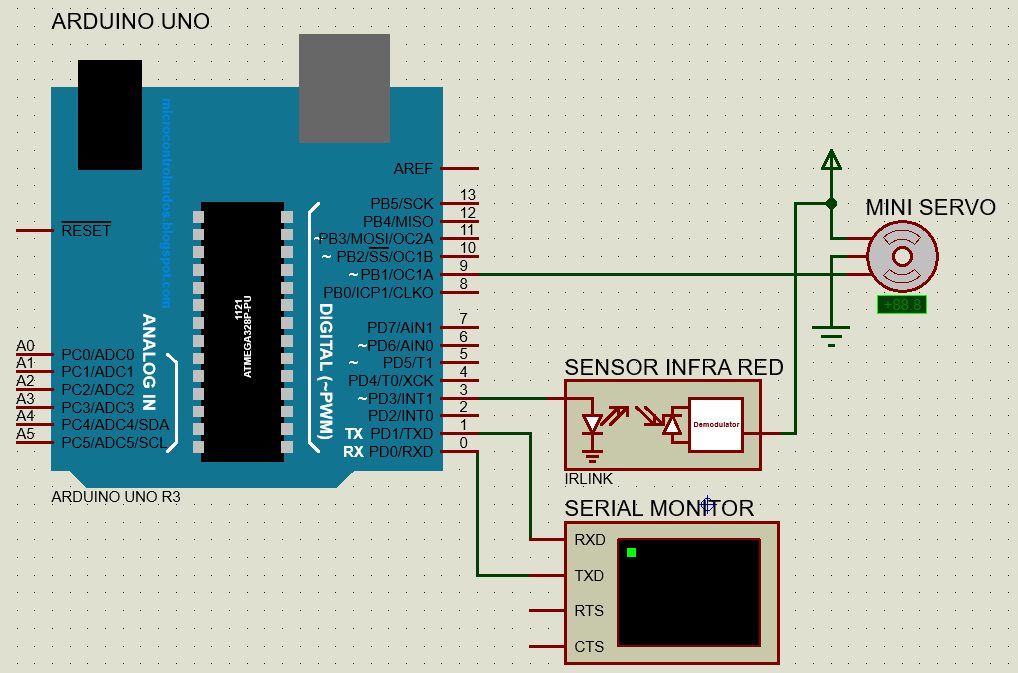 ARDUINO UNO
microcontrolandos.blogspot.com
RESET
AREF
PB5/SCK 13
PB4/MISO 12
~PB3/MOSI/OC2A 11
~ PB2/SS/OC1B 10
~ PB1/OC1A 9
PB0/ICP1/CLKO 8
PD7/AIN1 7
~PD6/AIN0 6
~ PD5/T1 5
PD4/T0/XCK 4
~PD3/INT1 3
PD2/INT0 2
TX PD1/TXD 1
RX PD0/RXD 0
1121
ATMEGA328P-PU
DIGITAL (~PWM)
ANALOG IN
A0 PC0/ADC0
A1 PC1/ADC1
A2 PC2/ADC2
A3 PC3/ADC3
A4 PC4/ADC4/SDA
A5 PC5/ADC5/SCL
ARDUINO UNO R3
MINI SERVO
+88.8
SENSOR INFRA RED
Demodulator
IRLINK
SERIAL MONITOR
RXD
TXD
RTS
CTS